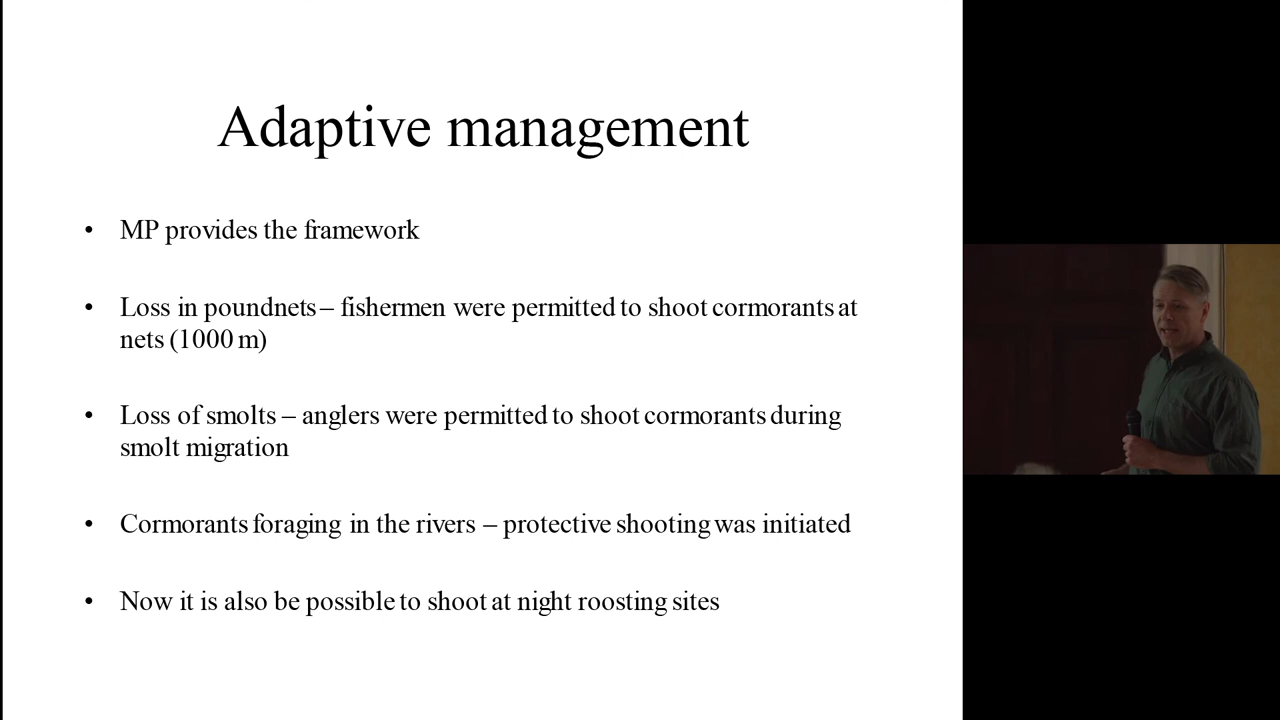 Adaptive management
• MP provides the framework
• Loss in poundnets – fishermen were permitted to shoot cormorants at
nets (1000 m)
• Loss of smolts – anglers were permitted to shoot cormorants during
smolt migration
• Cormorants foraging in the rivers – protective shooting was initiated
• Now it is also be possible to shoot at night roosting sites